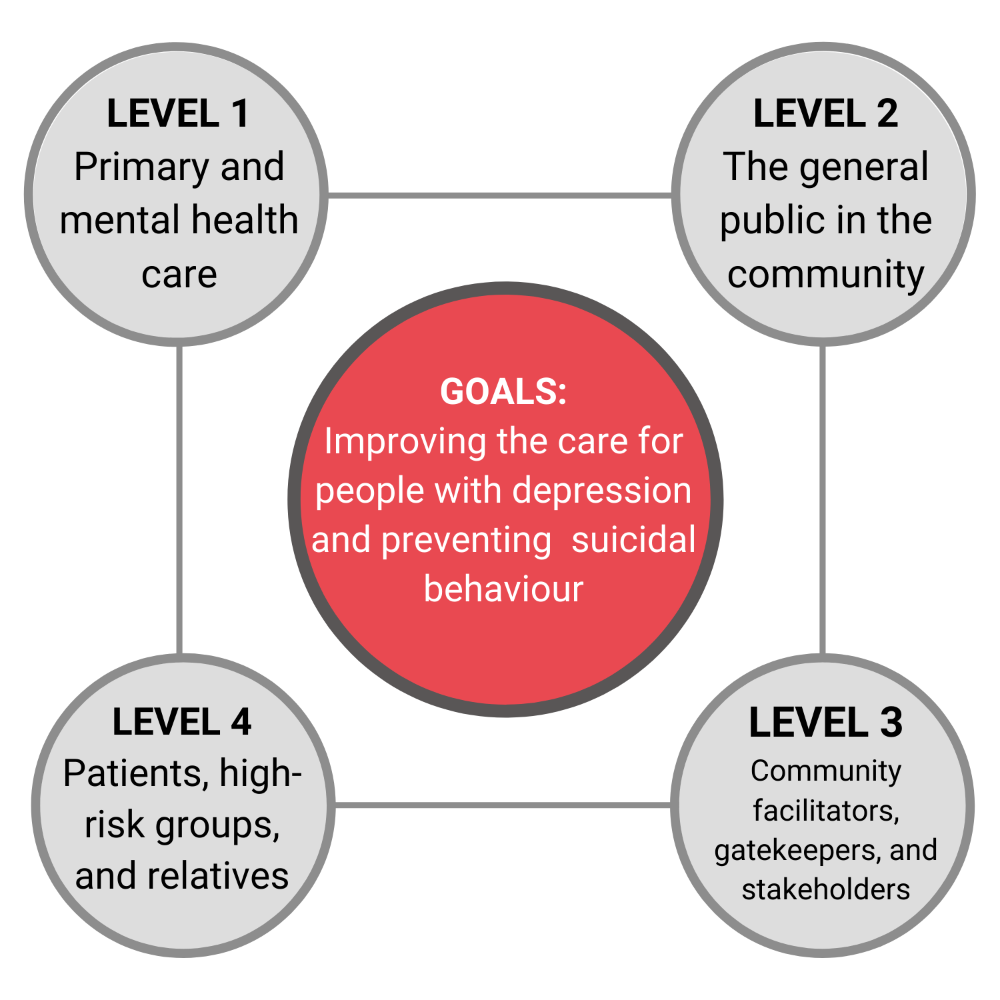 LEVEL 1
Primary and
mental health
care
LEVEL 2
The general
public in the
community
GOALS:
Improving the care for
people with depression
and preventing  suicidal
behaviour
LEVEL 4
Patients, high-
risk groups,
and relatives
LEVEL 3
Community
facilitators,
gatekeepers, and
stakeholders